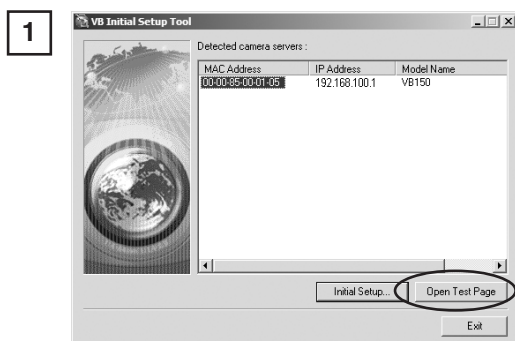 1
VB Initial Setup Tool
Detected camera servers :
MAC Address IP Address Model Name
00-00-85-00-01-05 192.168.100.1 VB150
Initial Setup... Open Test Page
Exit